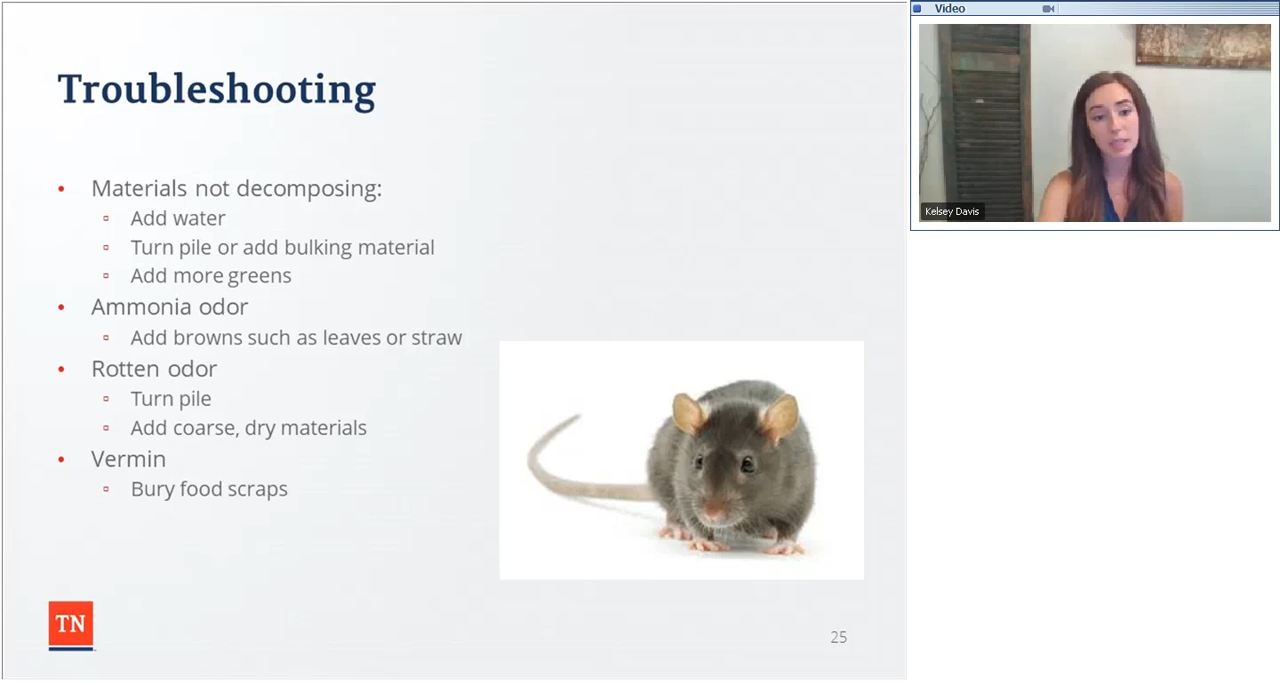 Troubleshooting
• Materials not decomposing:
▫ Add water
▫ Turn pile or add bulking material
▫ Add more greens
• Ammonia odor
▫ Add browns such as leaves or straw
• Rotten odor
▫ Turn pile
▫ Add coarse, dry materials
• Vermin
▫ Bury food scraps
TN
25
Video
Kelsey Davis